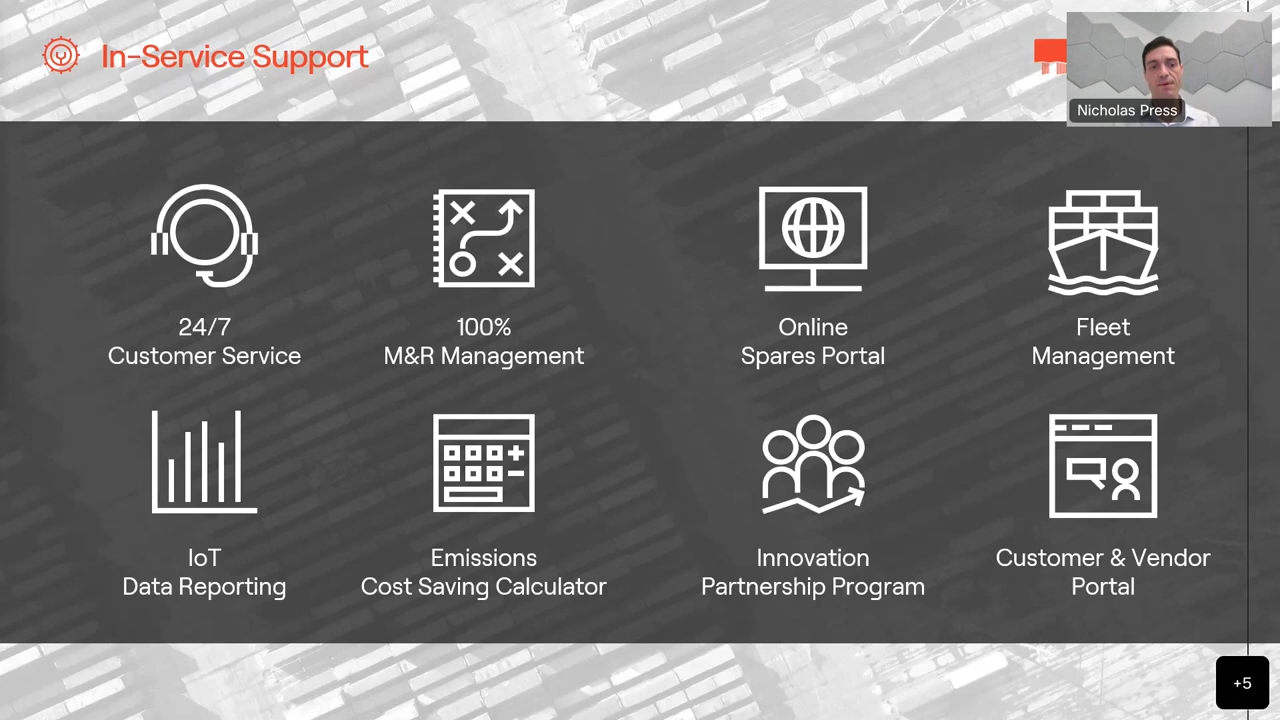 In-Service Support
Nicholas Press
24/7
Customer Service
100%
M&R Management
Online
Spares Portal
Fleet
Management
IoT
Data Reporting
Emissions
Cost Saving Calculator
Innovation
Partnership Program
Customer & Vendor
Portal
+5